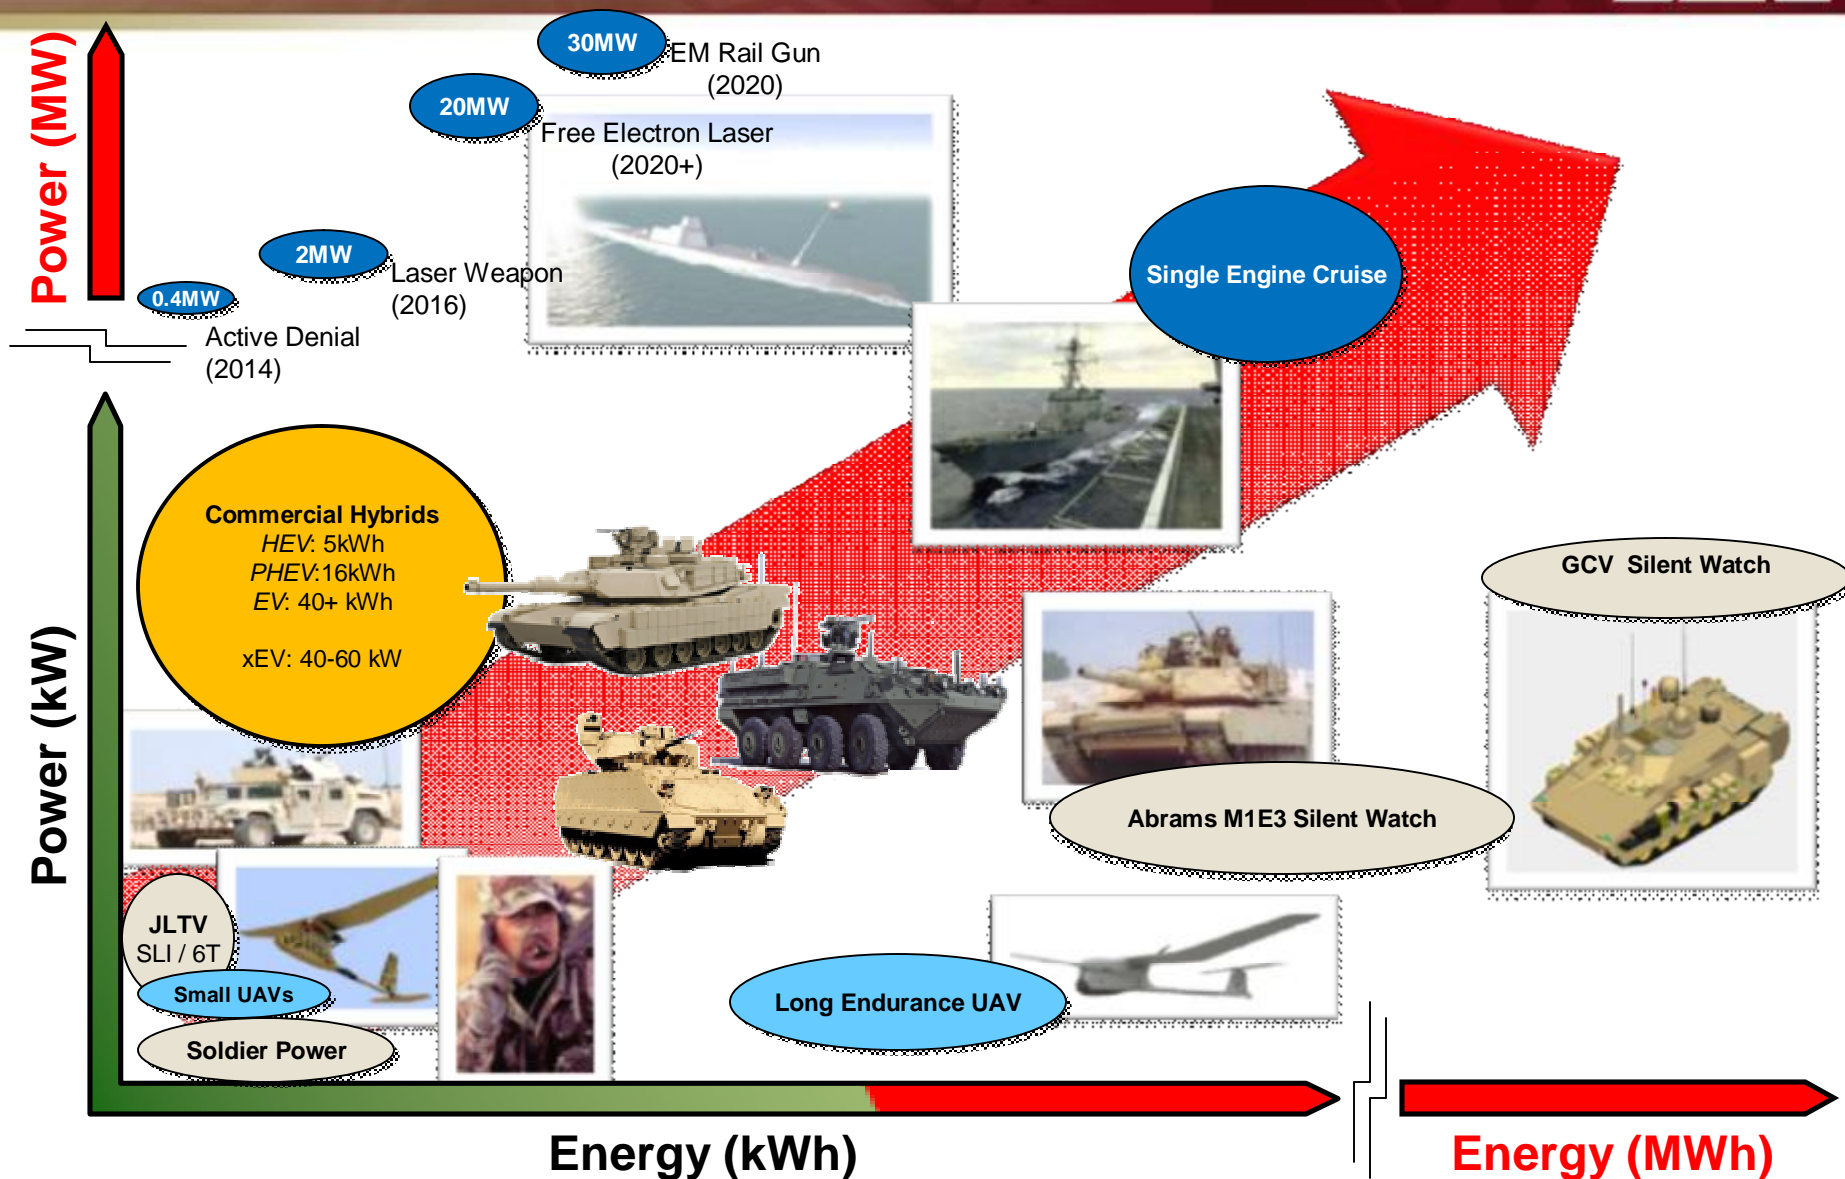 Power (MW)
30MW
EM Rail Gun
(2020)
20MW
Free Electron Laser
(2020+)
2MW
Laser Weapon
(2016)
0.4MW
Active Denial
(2014)
Single Engine Cruise
Power (kW)
Commercial Hybrids
HEV: 5kWh
PHEV:16kWh
EV: 40+ kWh
xEV: 40-60 kW
GCV  Silent Watch
Abrams M1E3 Silent Watch
JLTV
SLI / 6T
Small UAVs
Soldier Power
Long Endurance UAV
Energy (kWh)
Energy (MWh)